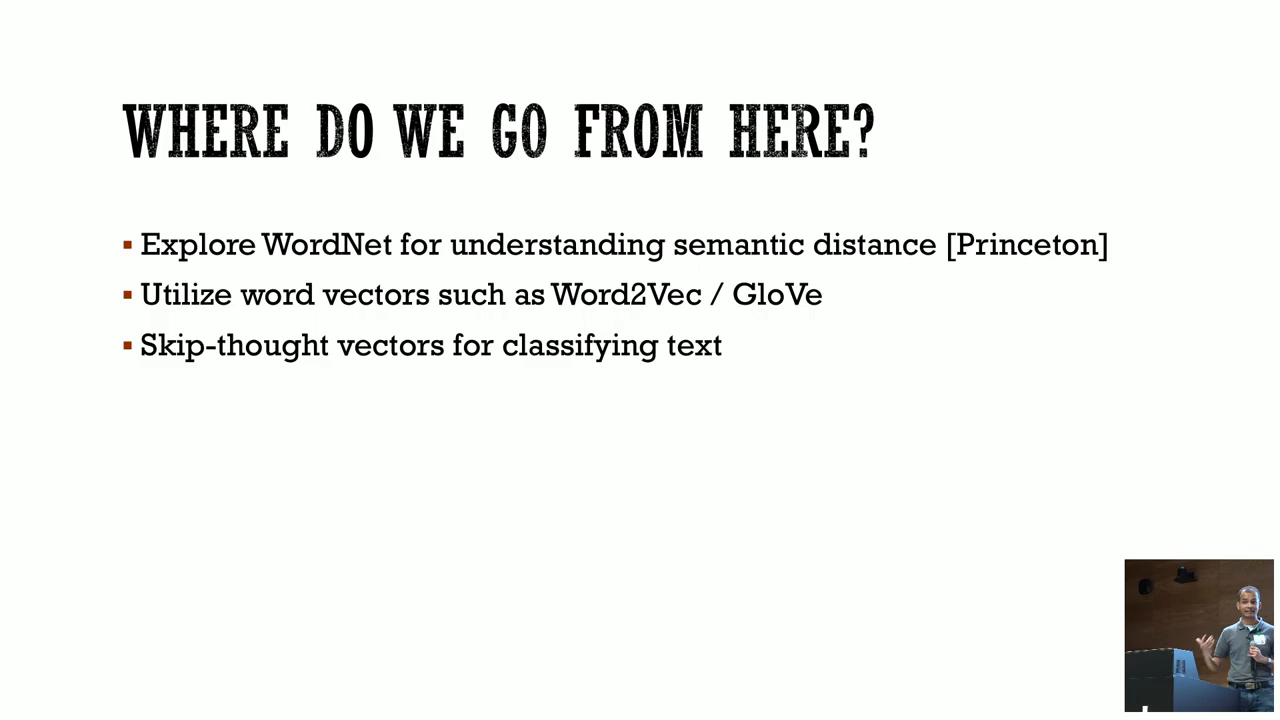 WHERE DO WE GO FROM HERE?
Explore WordNet for understanding semantic distance [Princeton]
Utilize word vectors such as Word2Vec / GloVe
Skip-thought vectors for classifying text